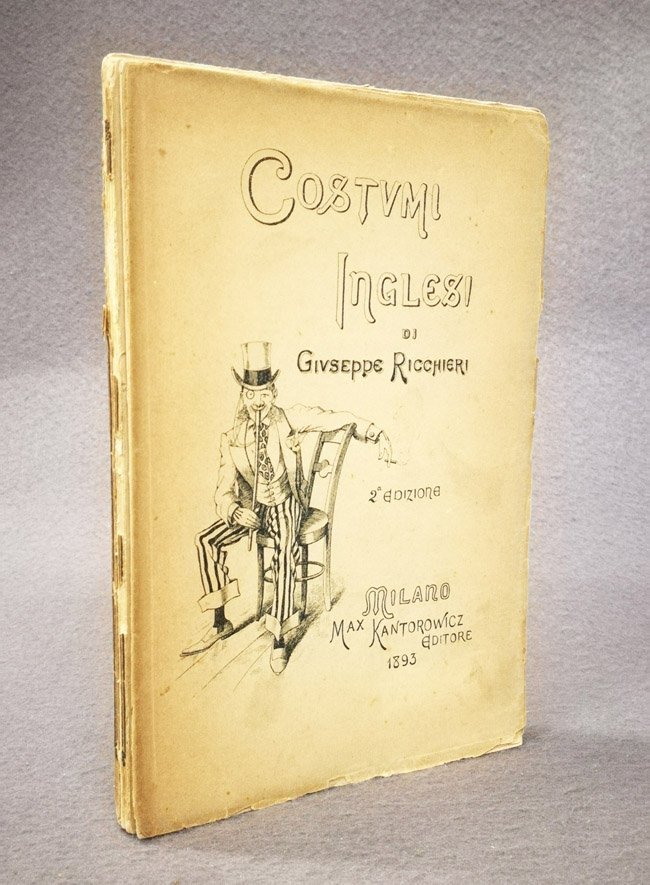 COSTVMI
INGLESI
DI
GIVSEPPE RICCHIERI
2ª EDIZIONE
MILANO
MAX KANTOROWICZ
EDITORE
1893